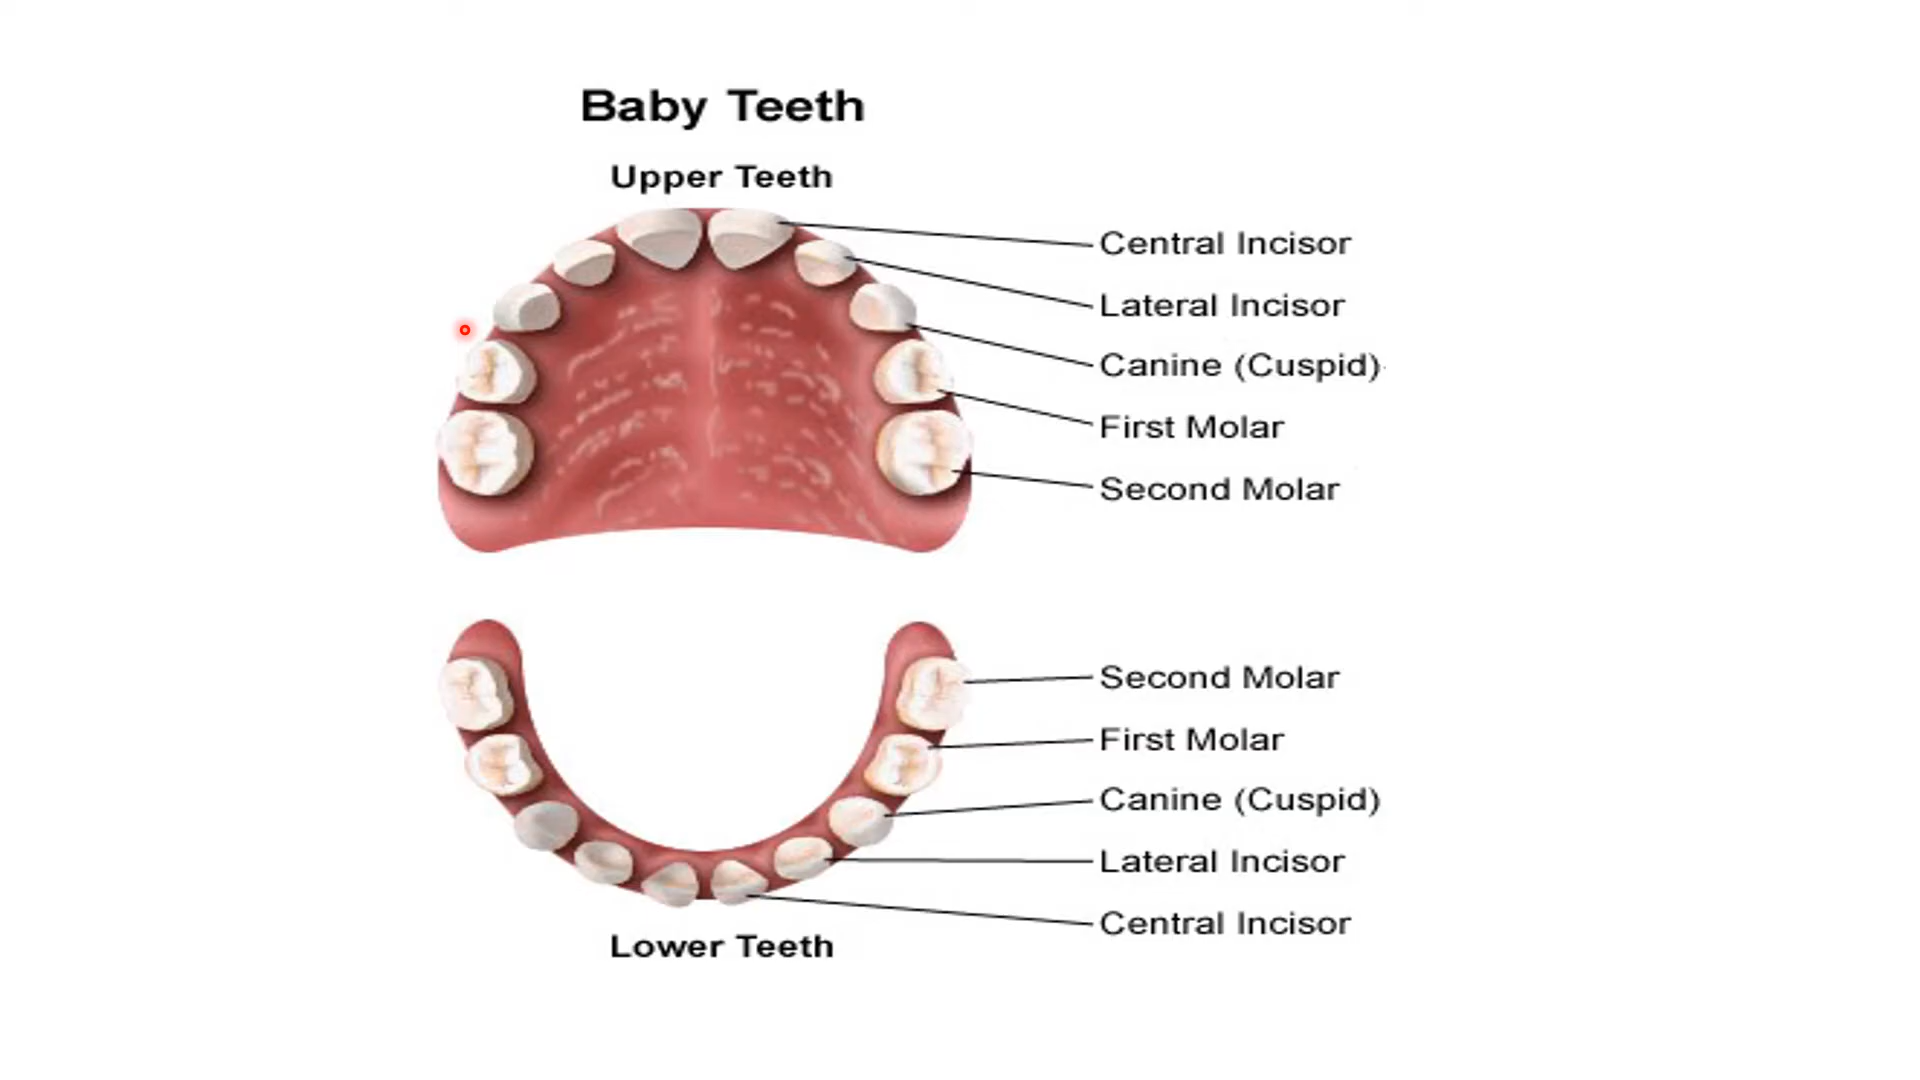 Baby Teeth
Upper Teeth
Central Incisor
Lateral Incisor
Canine (Cuspid)
First Molar
Second Molar
Second Molar
First Molar
Canine (Cuspid)
Lateral Incisor
Central Incisor
Lower Teeth